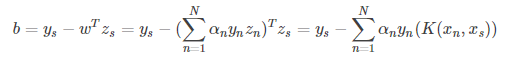 b = y_s − w^T z_s = y_s − (∑_{n=1}^{N} α_n y_n z_n)^T z_s = y_s − ∑_{n=1}^{N} α_n y_n (K(x_n, x_s))